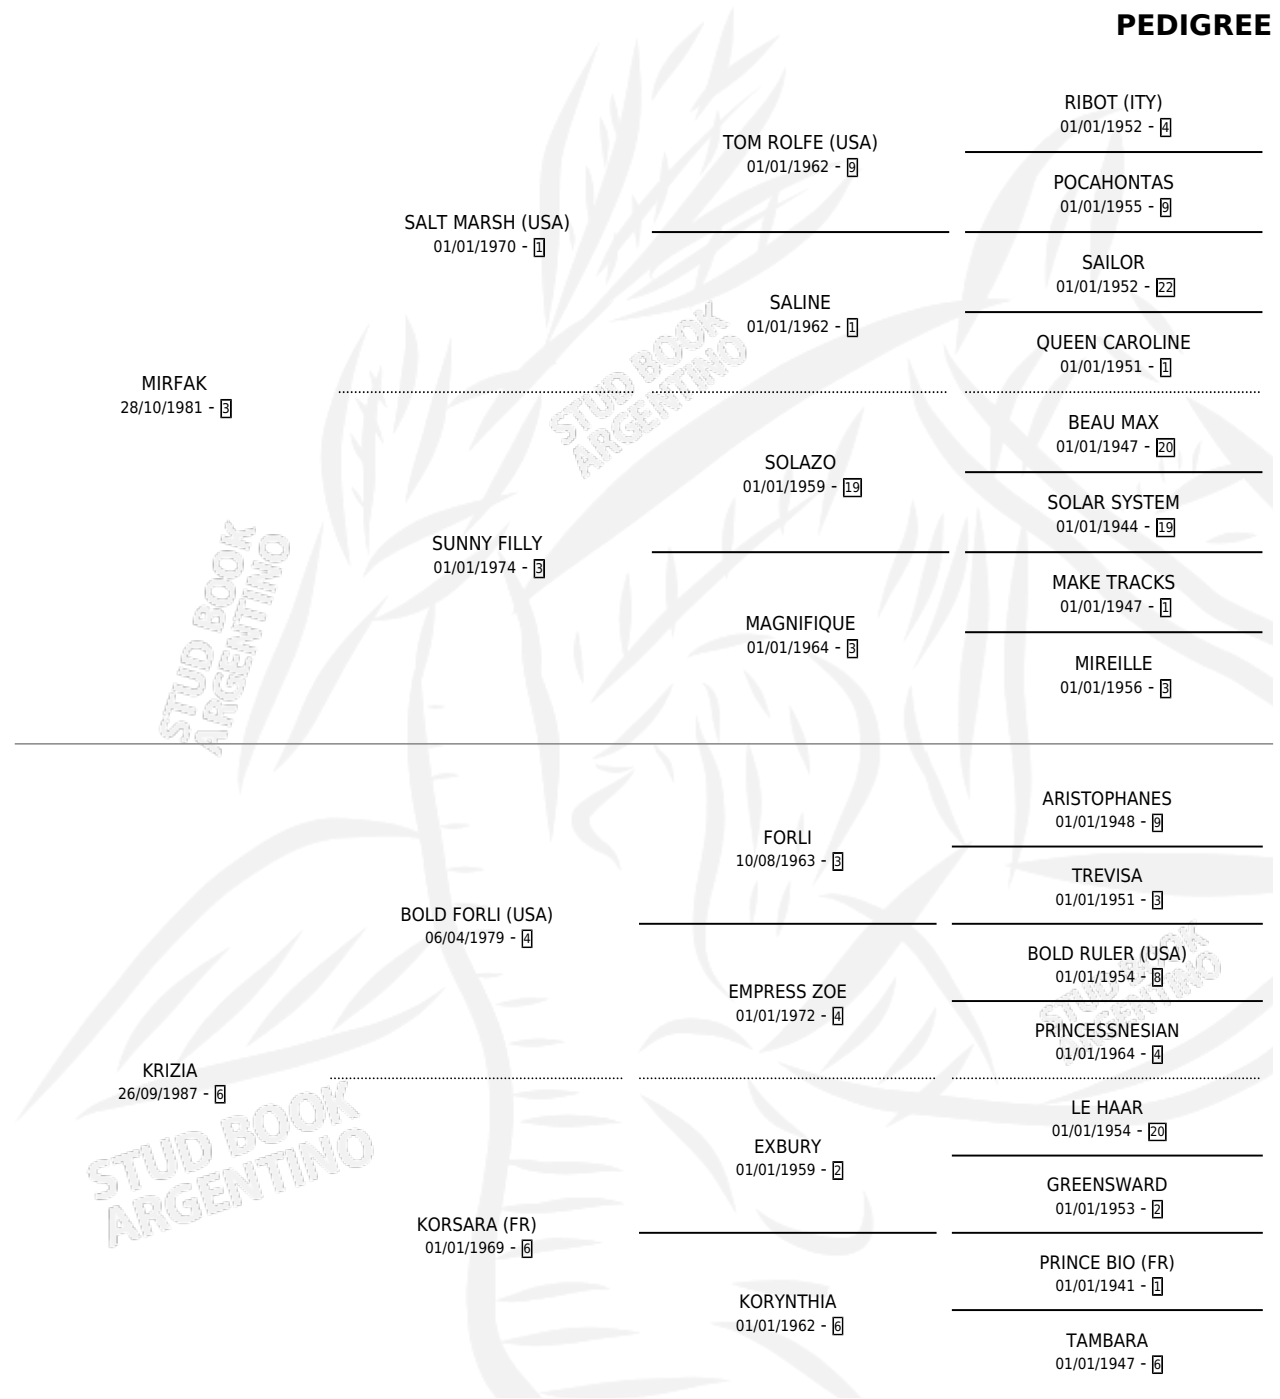 PEDIGREE
RIBOT (ITY)
01/01/1952 - 4
TOM ROLFE (USA)
01/01/1962 - 9
POCAHONTAS
01/01/1955 - 9
SALT MARSH (USA)
01/01/1970 - 1
SAILOR
01/01/1952 - 22
SALINE
01/01/1962 - 1
QUEEN CAROLINE
01/01/1951 - 1
MIRFAK
28/10/1981 - 3
BEAU MAX
01/01/1947 - 20
SOLAZO
01/01/1959 - 19
SOLAR SYSTEM
01/01/1944 - 19
SUNNY FILLY
01/01/1974 - 3
MAKE TRACKS
01/01/1947 - 1
MAGNIFIQUE
01/01/1964 - 3
MIREILLE
01/01/1956 - 3
ARISTOPHANES
01/01/1948 - 9
FORLI
10/08/1963 - 3
TREVISA
01/01/1951 - 3
BOLD FORLI (USA)
06/04/1979 - 4
BOLD RULER (USA)
01/01/1954 - 8
EMPRESS ZOE
01/01/1972 - 4
PRINCESSNESIAN
01/01/1964 - 4
KRIZIA
26/09/1987 - 6
LE HAAR
01/01/1954 - 20
EXBURY
01/01/1959 - 2
GREENSWARD
01/01/1953 - 2
KORSARA (FR)
01/01/1969 - 6
PRINCE BIO (FR)
01/01/1941 - 1
KORYNTHIA
01/01/1962 - 6
TAMBARA
01/01/1947 - 6
STUD BOOK
ARGENTINO
STUD BOOK
ARGENTINO
STUD BOOK
ARGENTINO
STUD BOOK
ARGENTINO